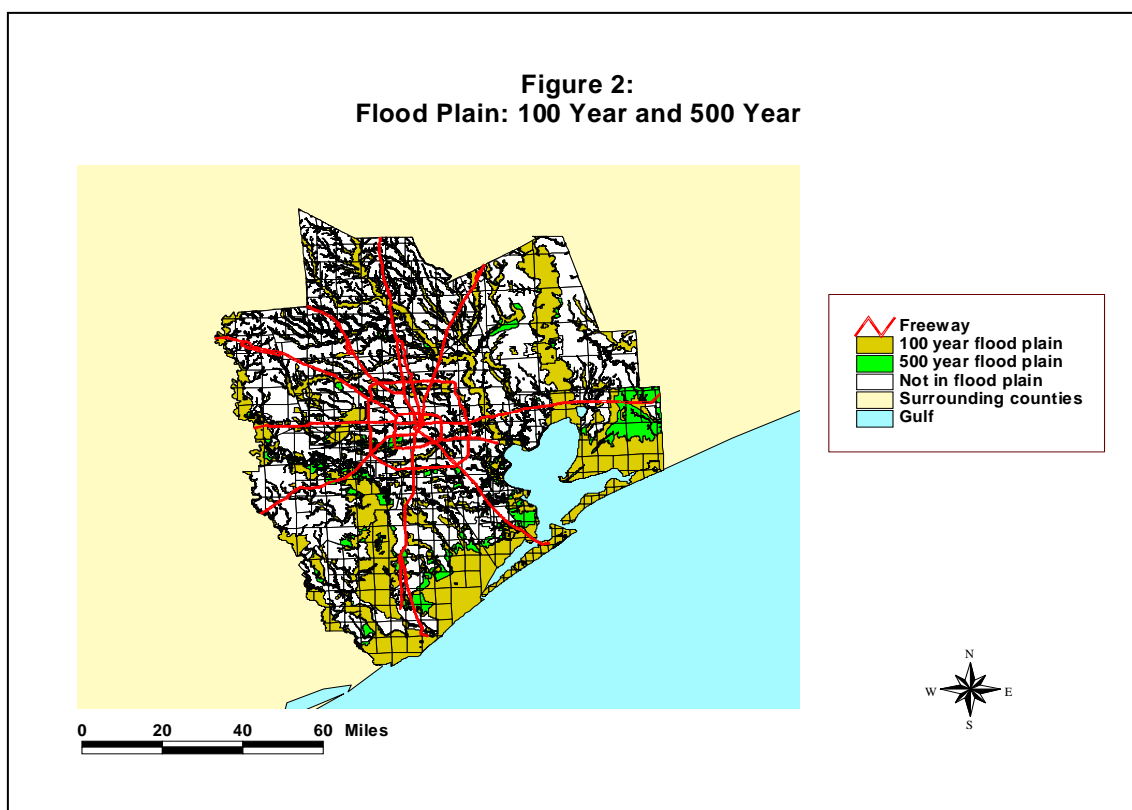 Figure 2:
Flood Plain: 100 Year and 500 Year
Freeway
100 year flood plain
500 year flood plain
Not in flood plain
Surrounding counties
Gulf
N
W E
S
0 20 40 60 Miles